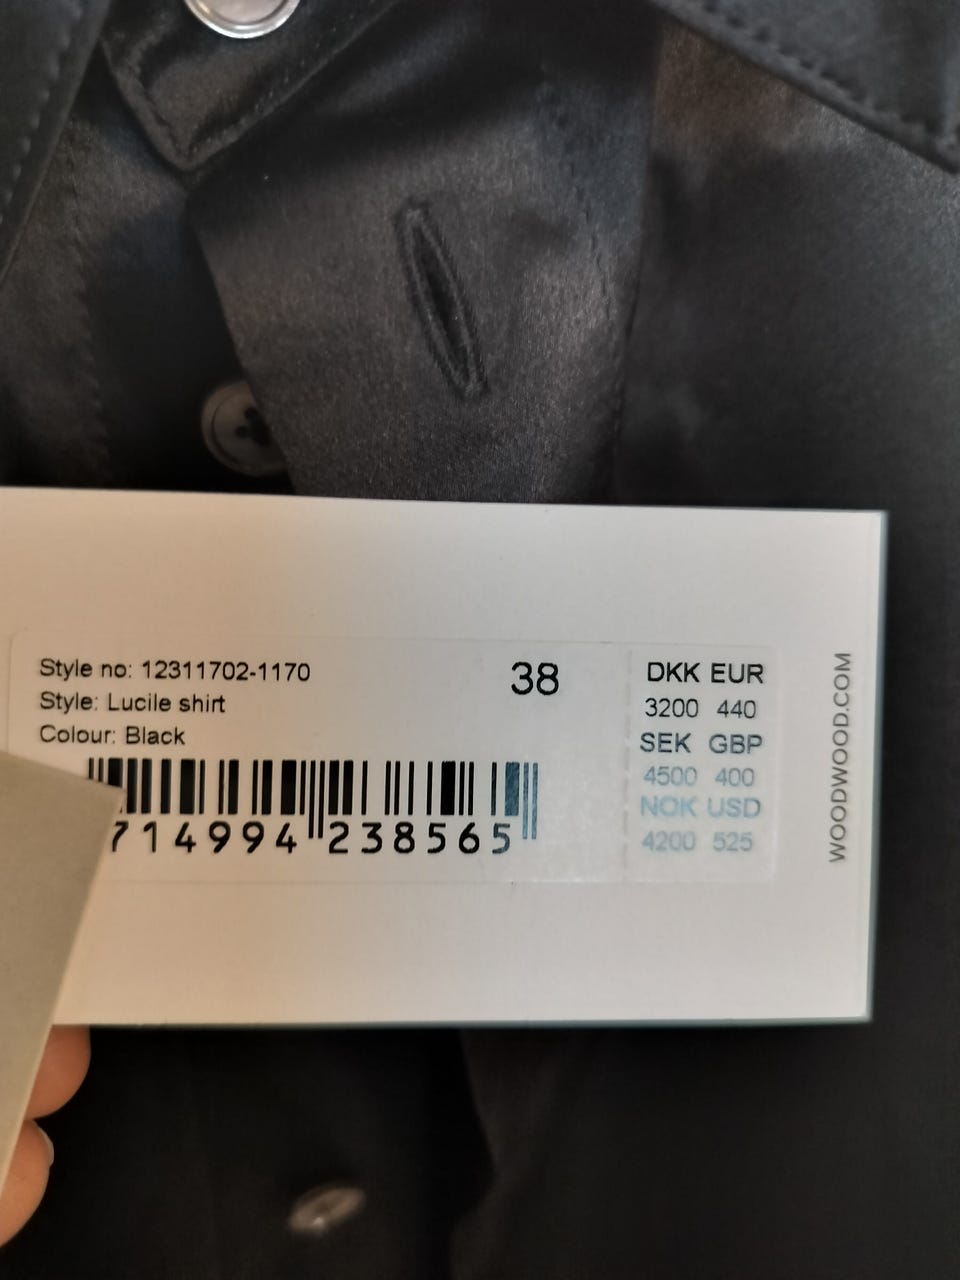 Style no: 12311702-1170
Style: Lucile shirt
Colour: Black
38
714994 238565
DKK EUR
3200 440
SEK GBP
4500 400
NOK USD
4200 525
WOODWOOD.COM